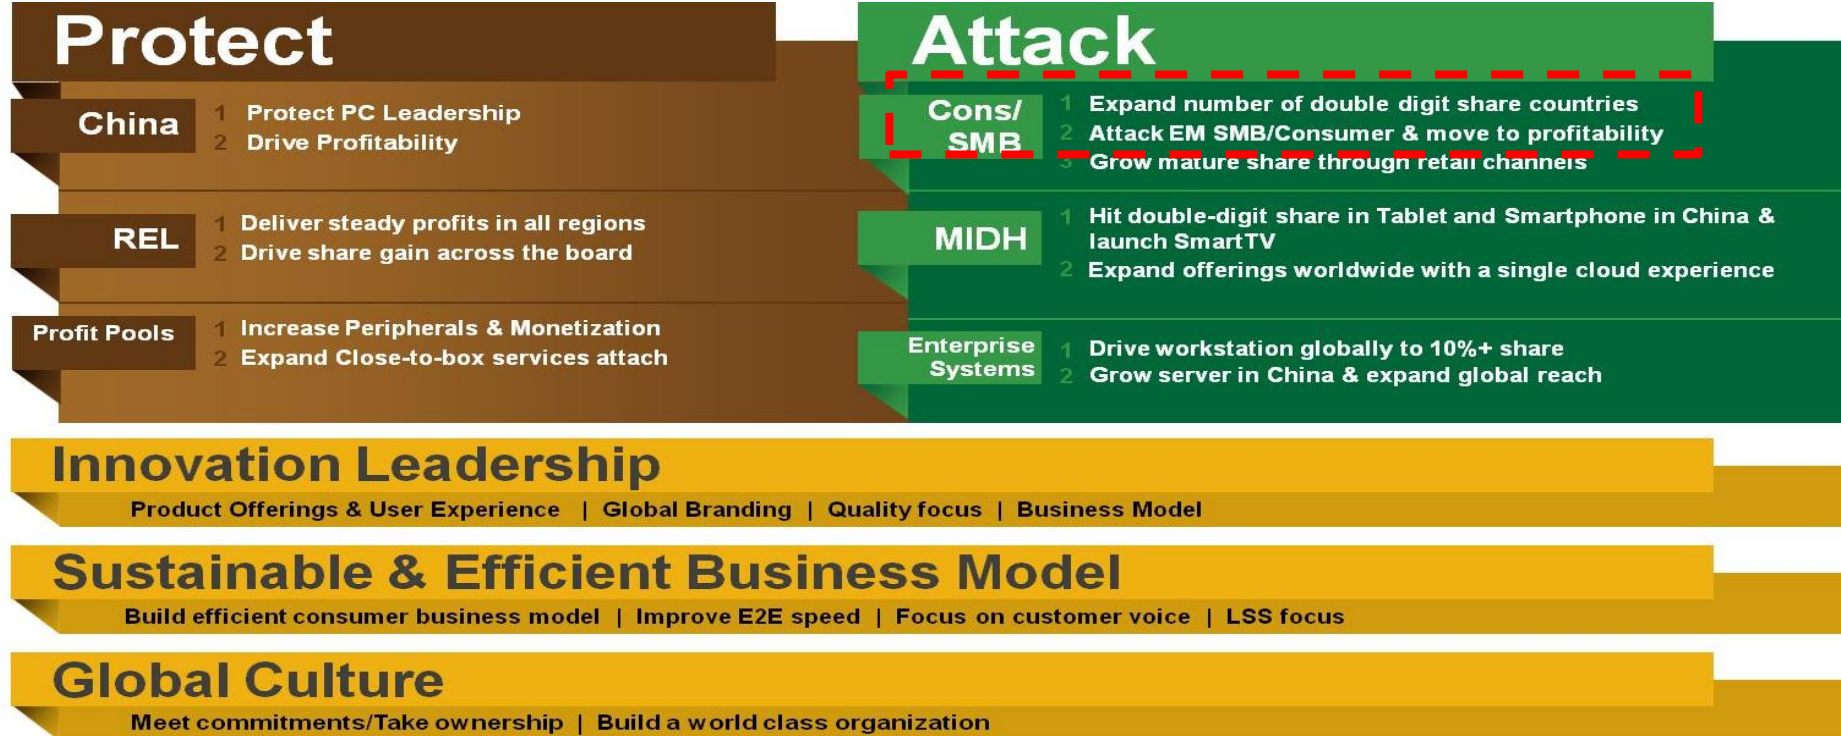 Protect
China
1 Protect PC Leadership
2 Drive Profitability
REL
1 Deliver steady profits in all regions
2 Drive share gain across the board
Profit Pools
1 Increase Peripherals & Monetization
2 Expand Close-to-box services attach
Attack
Cons/
SMB
1 Expand number of double digit share countries
2 Attack EM SMB/Consumer & move to profitability
3 Grow mature share through retail channels
MIDH
1 Hit double-digit share in Tablet and Smartphone in China &
launch SmartTV
2 Expand offerings worldwide with a single cloud experience
Enterprise
Systems
1 Drive workstation globally to 10%+ share
2 Grow server in China & expand global reach
Innovation Leadership
Product Offerings & User Experience | Global Branding | Quality focus | Business Model
Sustainable & Efficient Business Model
Build efficient consumer business model | Improve E2E speed | Focus on customer voice | LSS focus
Global Culture
Meet commitments/Take ownership | Build a world class organization